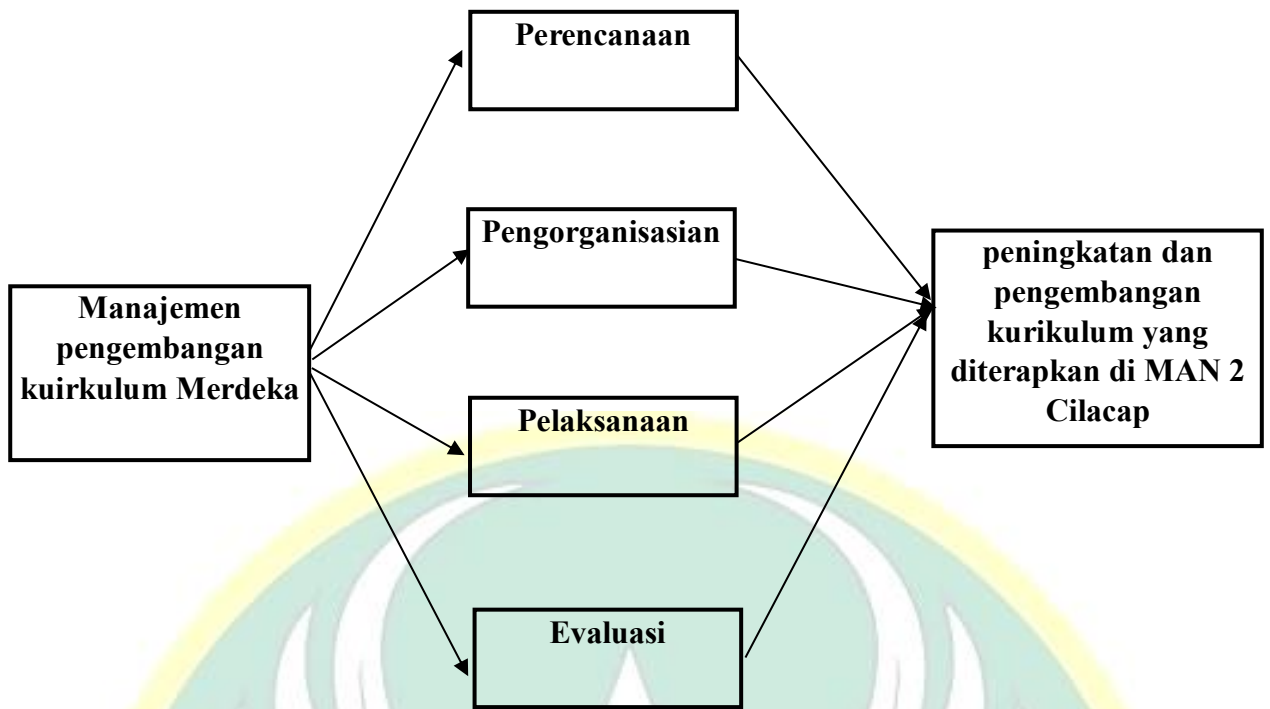 Perencanaan
Pengorganisasian
Manajemen
pengembangan
kuirkulum Merdeka
Pelaksanaan
Evaluasi
peningkatan dan
pengembangan
kurikulum yang
diterapkan di MAN 2
Cilacap